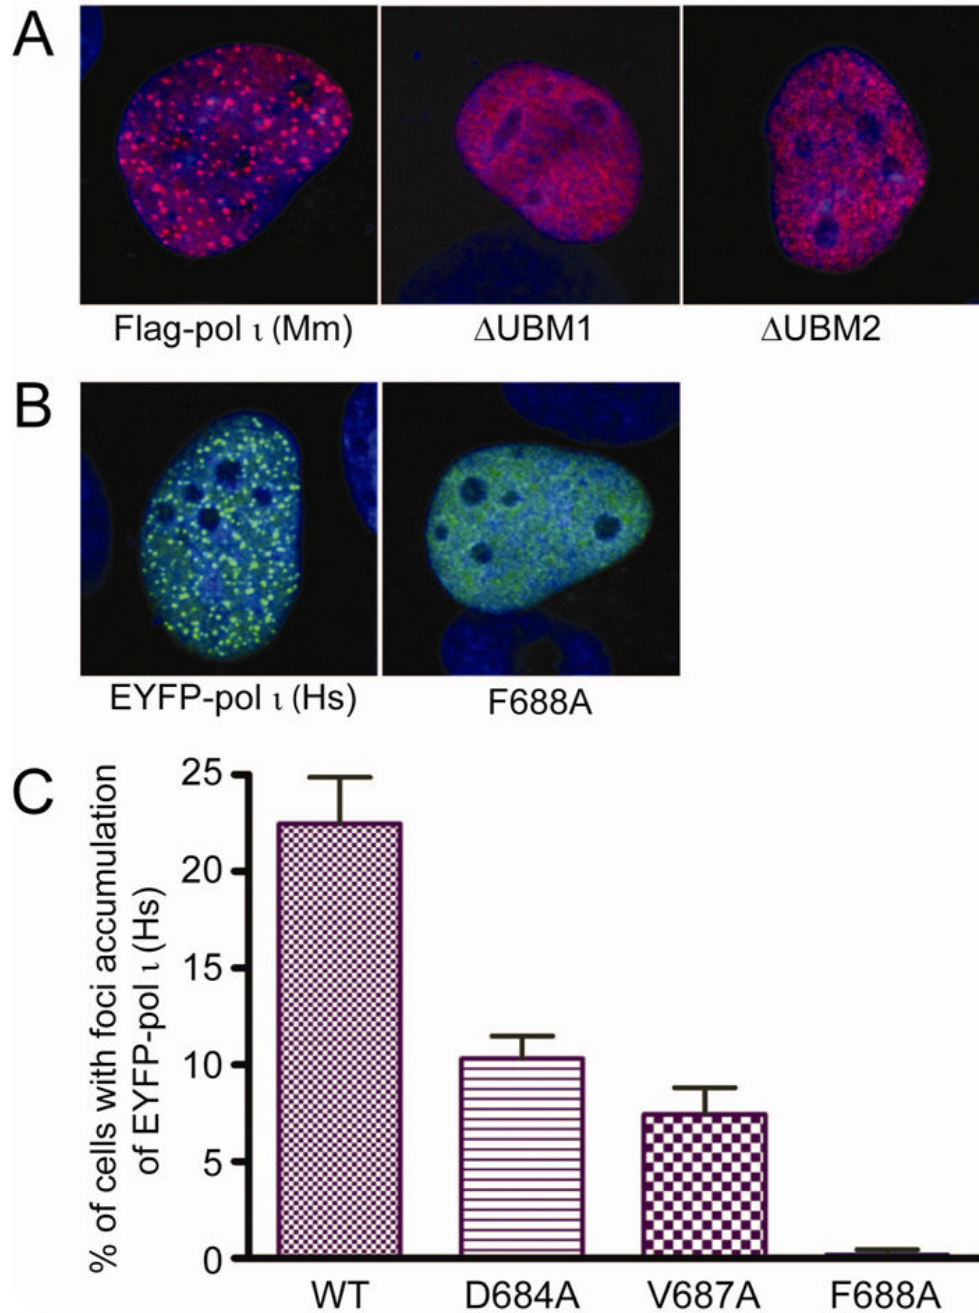 A
Flag-pol ι (Mm)
ΔUBM1
ΔUBM2
B
EYFP-pol ι (Hs)
F688A
C
% of cells with foci accumulation
of EYFP-pol ι (Hs)
25
20
15
10
5
0
WT
D684A
V687A
F688A